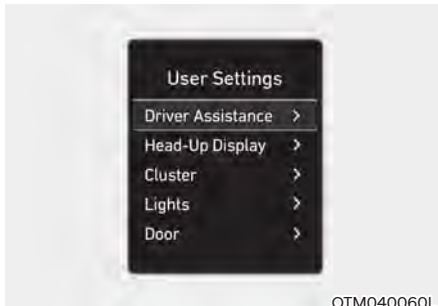 User Settings
Driver Assistance >
Head-Up Display >
Cluster >
Lights >
Door >
OTM040060L